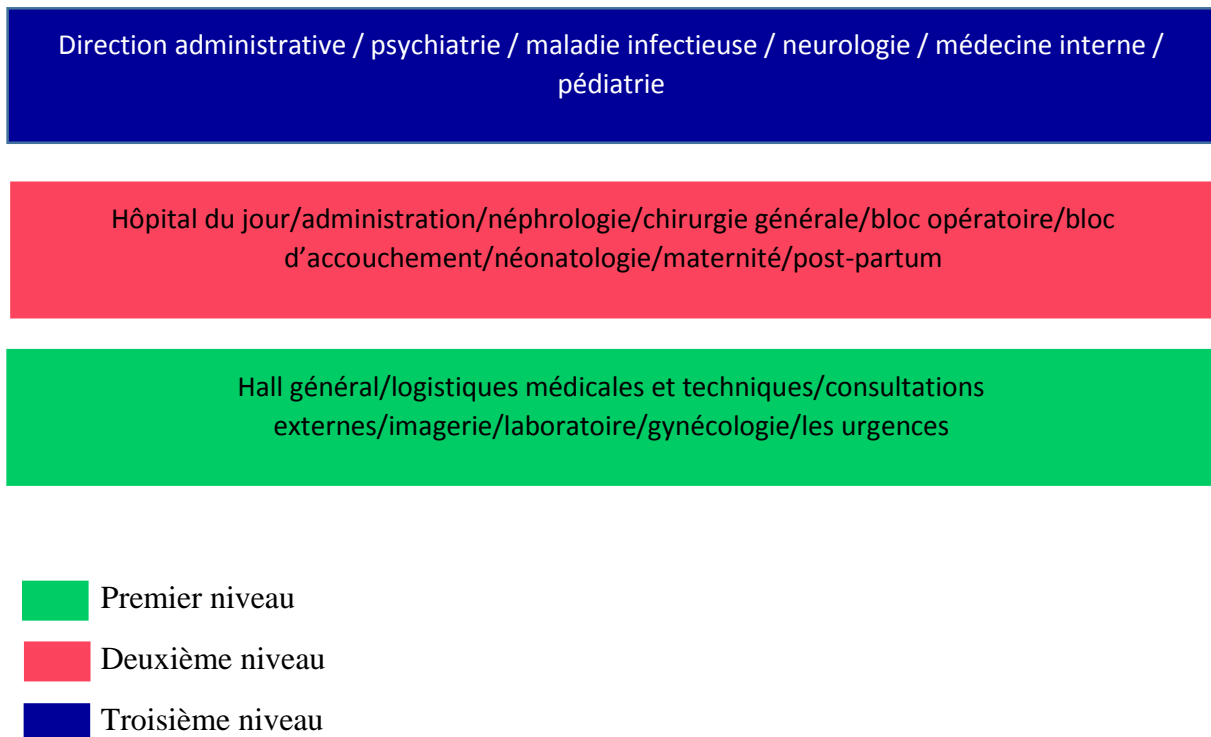 Direction administrative / psychiatrie / maladie infectieuse / neurologie / médecine interne /
pédiatrie
Hôpital du jour/administration/néphrologie/chirurgie générale/bloc opératoire/bloc
d’accouchement/néonatologie/maternité/post-partum
Hall général/logistiques médicales et techniques/consultations
externes/imagerie/laboratoire/gynécologie/les urgences
Premier niveau
Deuxième niveau
Troisième niveau